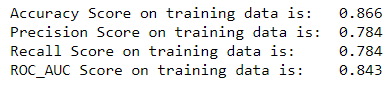 Accuracy Score on training data is:   0.866
Precision Score on training data is:  0.784
Recall Score on training data is:     0.784
ROC_AUC Score on training data is:    0.843